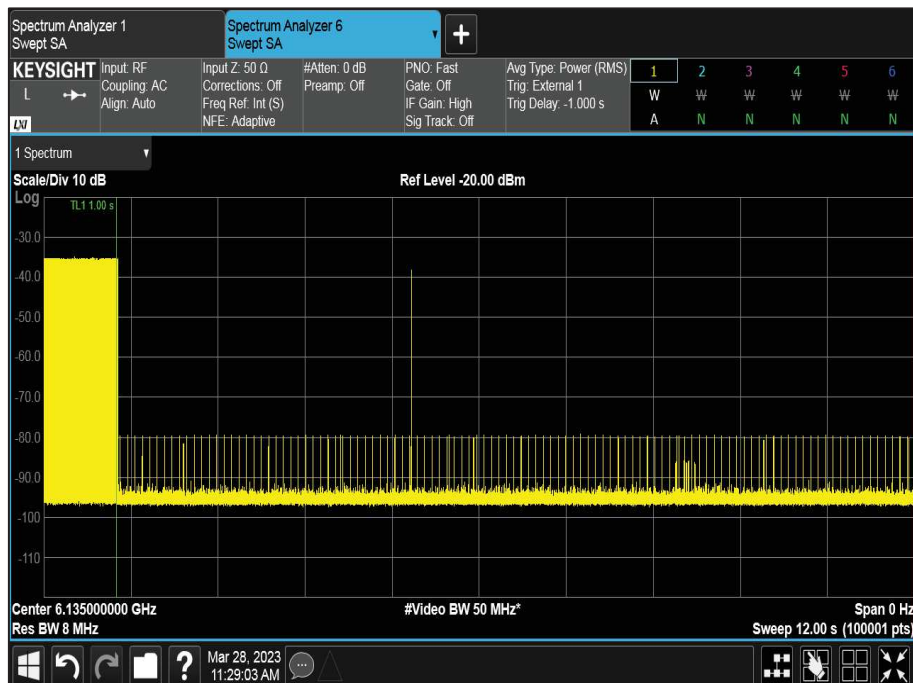 Spectrum Analyzer 1
Swept SA
Spectrum Analyzer 6
Swept SA
+
KEYSIGHT
L
LXI
Input: RF
Coupling: AC
Align: Auto
Input Z: 50 Ω
Corrections: Off
Freq Ref: Int (S)
NFE: Adaptive
#Atten: 0 dB
Preamp: Off
PNO: Fast
Gate: Off
IF Gain: High
Sig Track: Off
Avg Type: Power (RMS)
Trig: External 1
Trig Delay: -1.000 s
1 2 3 4 5 6
W W W W W W
A N N N N N
1 Spectrum
Scale/Div 10 dB
Ref Level -20.00 dBm
Log
TL1 1.00 s
-30.0
-40.0
-50.0
-60.0
-70.0
-80.0
-90.0
-100
-110
Center 6.135000000 GHz
#Video BW 50 MHz*
Span 0 Hz
Res BW 8 MHz
Sweep 12.00 s (100001 pts)
?
Mar 28, 2023
11:29:03 AM